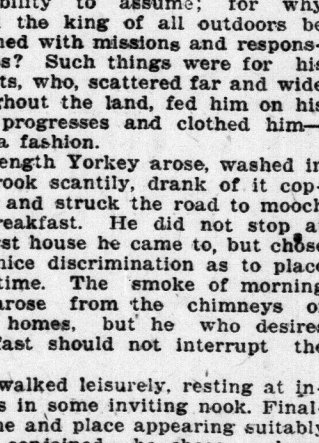 bility to assume; for why
the king of all outdoors be
ned with missions and respons-
s? Such things were for his
ts, who, scattered far and wide
ghout the land, fed him on his
progresses and clothed him—
a fashion.
ength Yorkey arose, washed in
rook scantily, drank of it cop-
and struck the road to mooch
reakfast. He did not stop a
rst house he came to, but chose
nice discrimination as to place
time. The smoke of morning
arose from the chimneys o
homes, but he who desires
fast should not interrupt the
walked leisurely, resting at in-
s in some inviting nook. Final-
ne and place appearing suitably